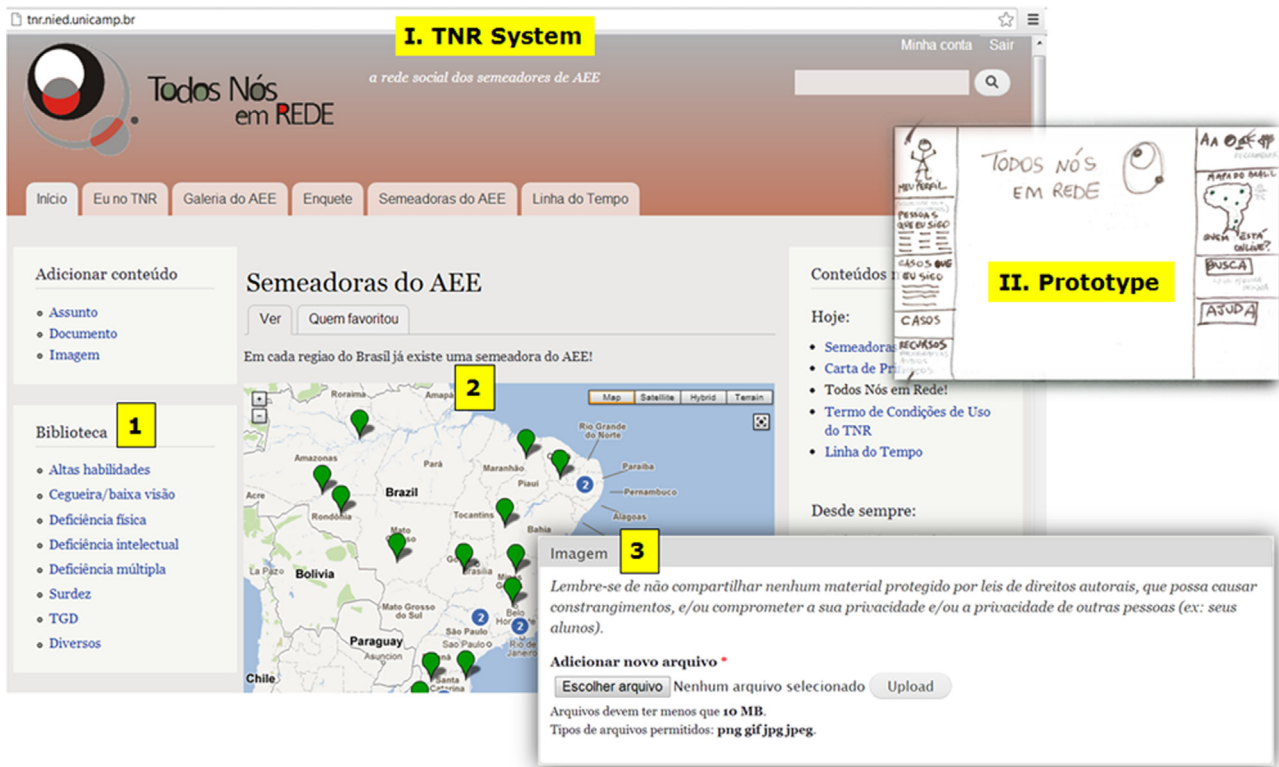 tnr.nied.unicamp.br
I. TNR System
Minha conta Sair
Todos Nós
em REDE
a rede social dos semeadores de AEE
Início
Eu no TNR
Galeria do AEE
Enquete
Semeadoras do AEE
Linha do Tempo
TODOS NÓS
EM REDE
MEU PERFIL
PESSOAS
QUE EU SIGO
CASOS QUE
EU SIGO
CASOS
RECURSOS
MAPA DO BRASIL
QUEM ESTÁ
ONLINE?
BUSCA
AJUDA
II. Prototype
Adicionar conteúdo
Assunto
Documento
Imagem
Biblioteca
1
Altas habilidades
Cegueira/baixa visão
Deficiência física
Deficiência intelectual
Deficiência múltipla
Surdez
TGD
Diversos
Semeadoras do AEE
Ver
Quem favoritou
Em cada regiao do Brasil já existe uma semeadora do AEE!
2
Map Satellite Hybrid Terrain
Roraima
Rio Grande
do Norte
Amazonas
Pará
Maranhão
Paraiba
Piaui
Pernambuco
Acre
Brazil
Alagoas
Rondônia
Tocantins
Mato
Bahia
2
La Paz
Bolivia
Brasília
Mato Grosso
do Sul
Belo
2
2
São Paulo
Sao Paulo
Rio de
Janeiro
Paraguay
Asuncion
Chile
Santa
Catarina
2
Conteúdos
Hoje:
Semeadoras
Carta de
Todos Nós em Rede!
Termo de Condições de Uso
do TNR
Linha do Tempo
Desde sempre:
Imagem
3
Lembre-se de não compartilhar nenhum material protegido por leis de direitos autorais, que possa causar
constrangimentos, e/ou comprometer a sua privacidade e/ou a privacidade de outras pessoas (ex: seus
alunos).
Adicionar novo arquivo *
Escolher arquivo Nenhum arquivo selecionado Upload
Arquivos devem ter menos que 10 MB.
Tipos de arquivos permitidos: png gif jpg jpeg.